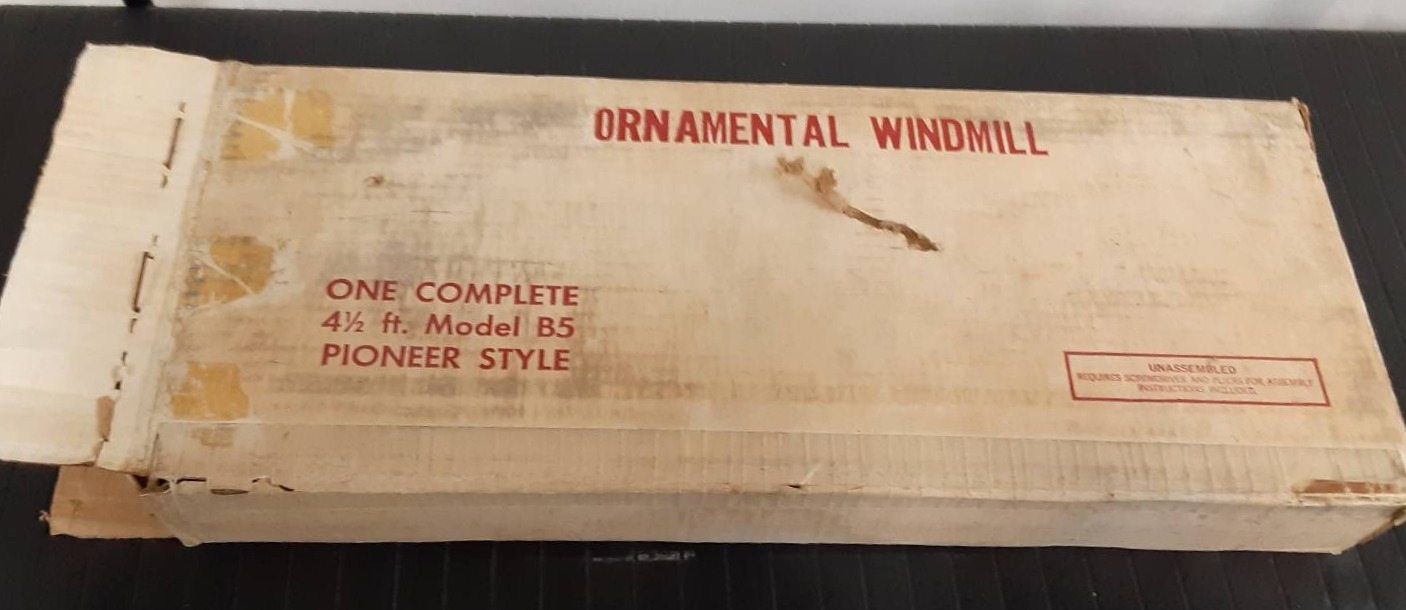 ORNAMENTAL WINDMILL
ONE COMPLETE
4½ ft. Model B5
PIONEER STYLE
UNASSEMBLED
REQUIRES SCREWDRIVER AND PLIERS FOR ASSEMBLY
INSTRUCTIONS INCLUDED